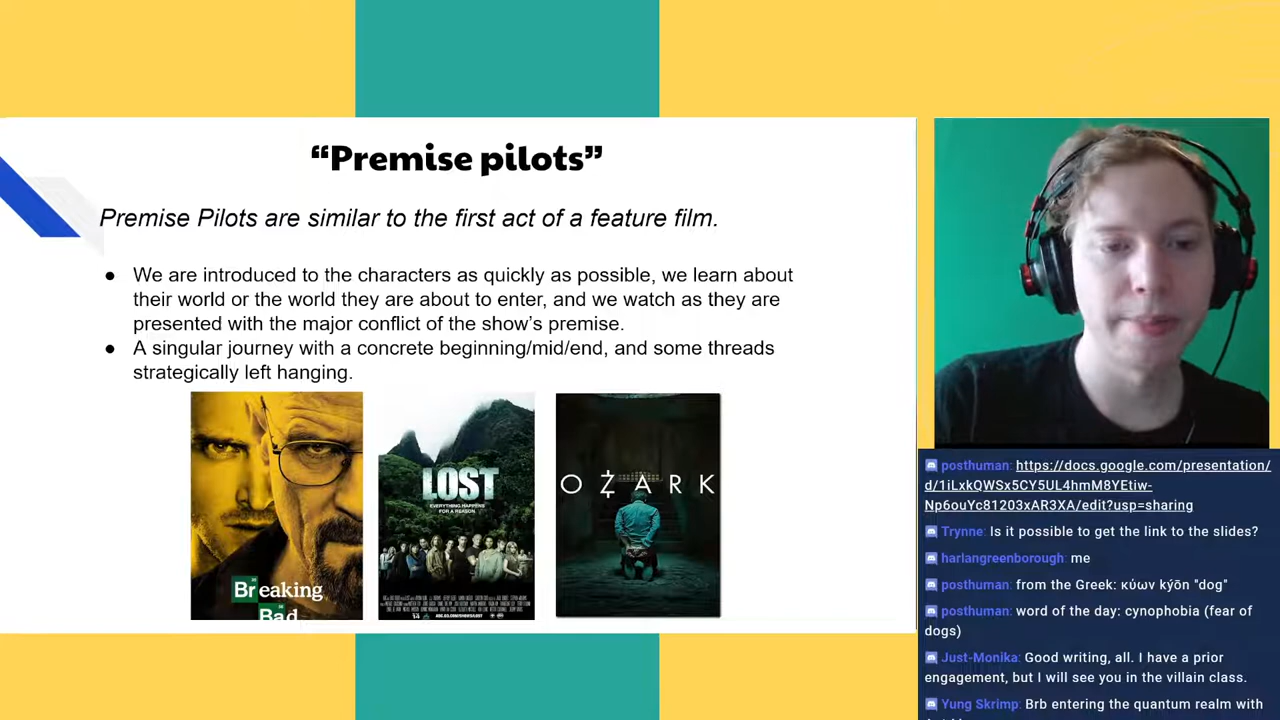 “Premise pilots”
Premise Pilots are similar to the first act of a feature film.
● We are introduced to the characters as quickly as possible, we learn about
their world or the world they are about to enter, and we watch as they are
presented with the major conflict of the show’s premise.
● A singular journey with a concrete beginning/mid/end, and some threads
strategically left hanging.
Breaking
Bad
LOST
EVERYTHING HAPPENS
FOR A REASON
OZARK
posthuman: https://docs.google.com/presentation/
d/1iLxkQWSx5CY5UL4hmM8YEtiw-
Np6ouYc81203xAR3XA/edit?usp=sharing
Trynne: Is it possible to get the link to the slides?
harlangreenborough: me
posthuman: from the Greek: κύων kýōn "dog"
posthuman: word of the day: cynophobia (fear of
dogs)
Just-Monika: Good writing, all. I have a prior
engagement, but I will see you in the villain class.
Yung Skrimp: Brb entering the quantum realm with